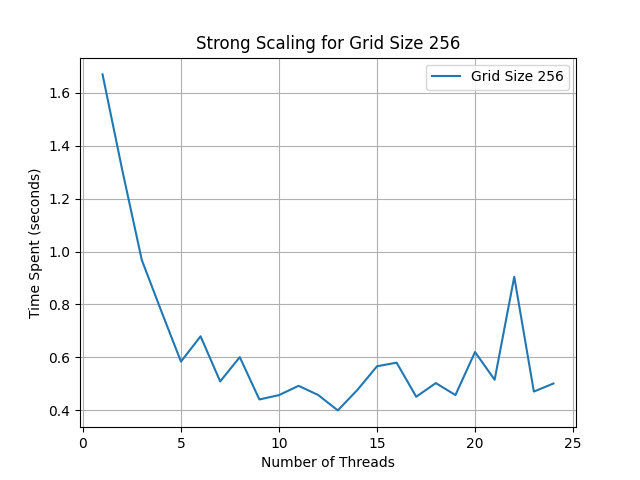 Strong Scaling for Grid Size 256
Grid Size 256
Time Spent (seconds)
1.6
1.4
1.2
1.0
0.8
0.6
0.4
0 5 10 15 20 25
Number of Threads